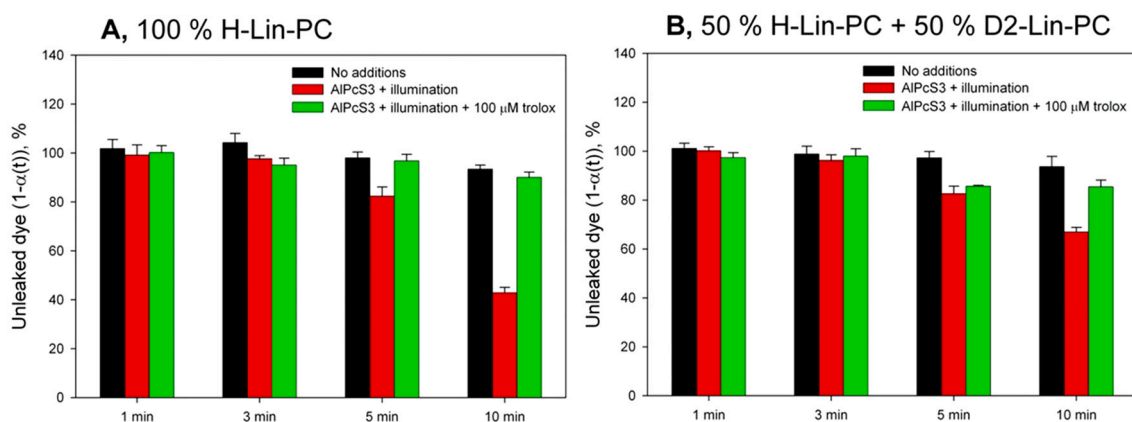 A, 100 % H-Lin-PC
Unleaked dye (1-α(t)), %
140
120
100
80
60
40
20
0
No additions
AlPcS3 + illumination
AlPcS3 + illumination + 100 μM trolox
1 min
3 min
5 min
10 min
B, 50 % H-Lin-PC + 50 % D2-Lin-PC
Unleaked dye (1-α(t)), %
140
120
100
80
60
40
20
0
No additions
AlPcS3 + illumination
AlPcS3 + illumination + 100 μM trolox
1 min
3 min
5 min
10 min